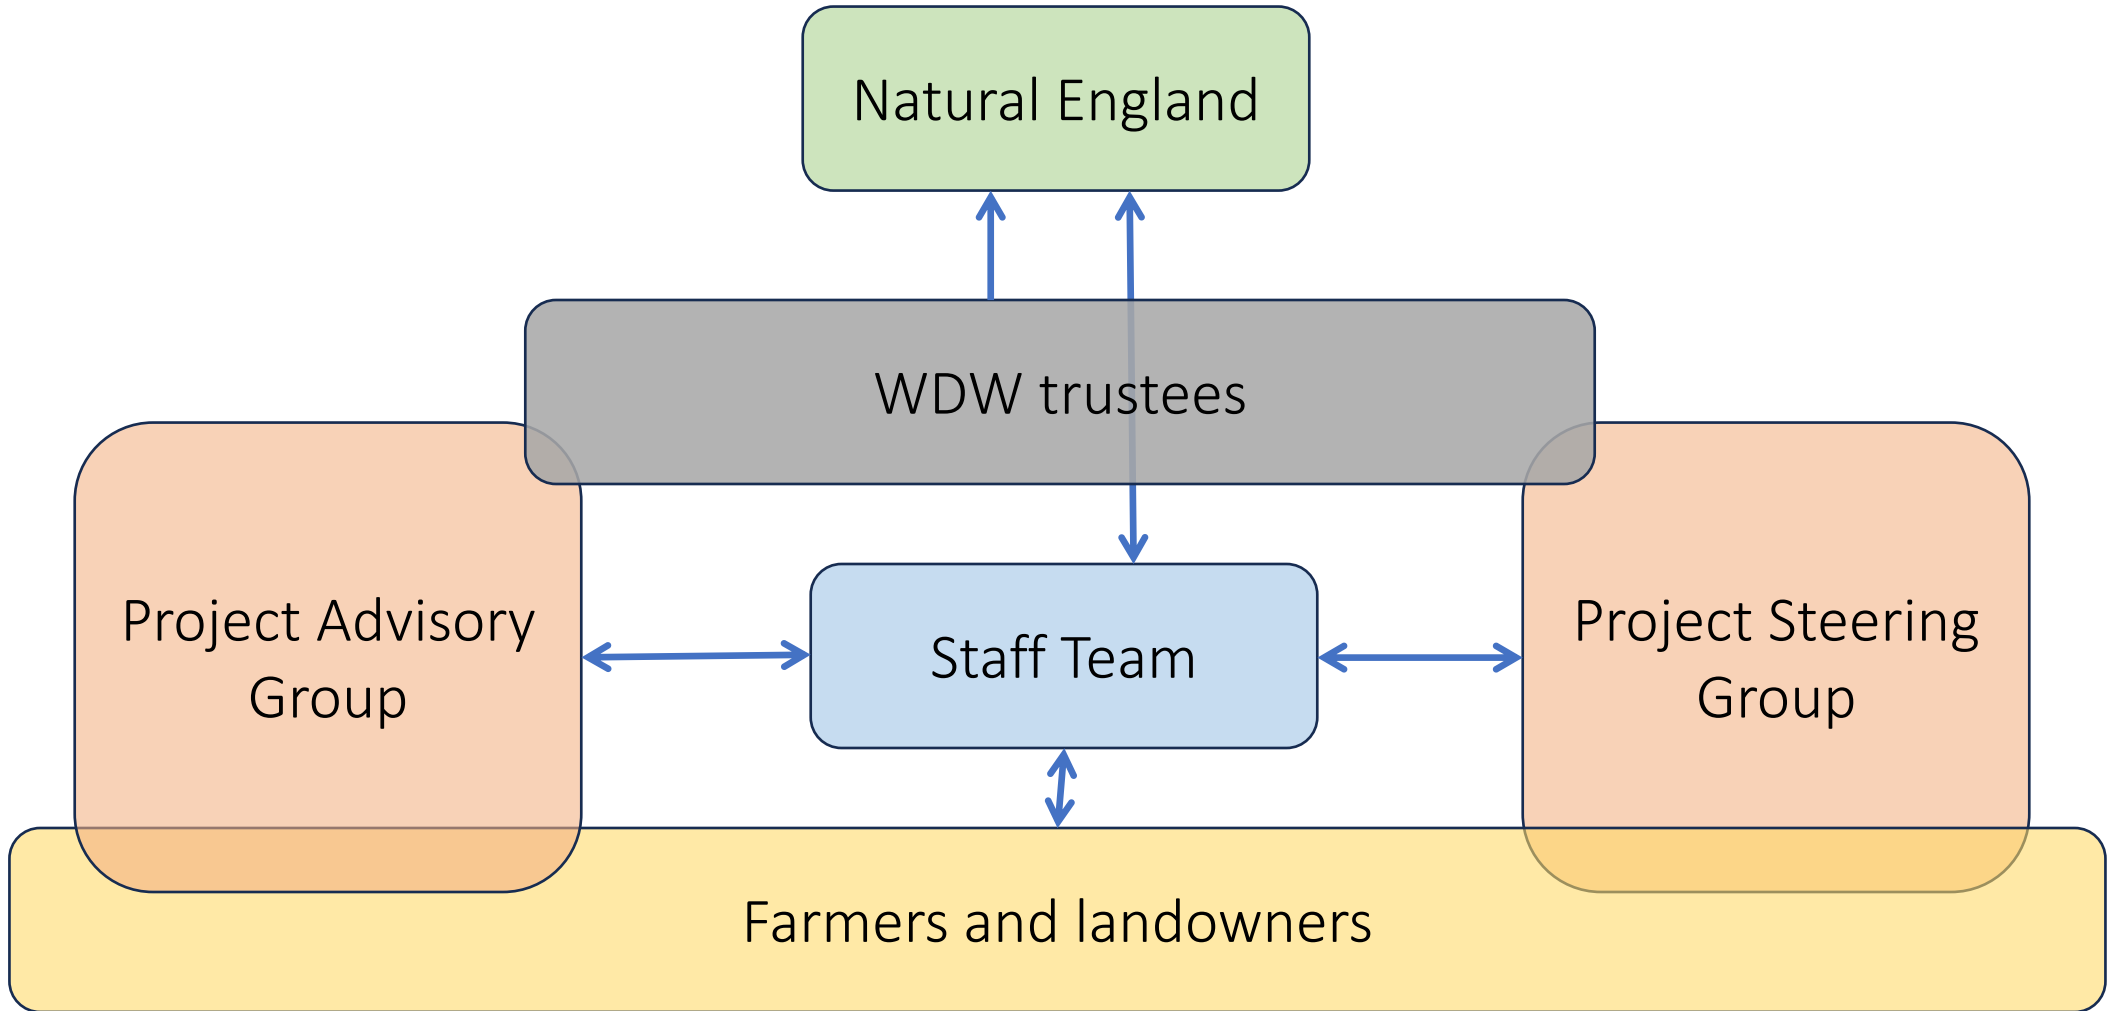 Natural England
WDW trustees
Project Advisory
Group
Staff Team
Project Steering
Group
Farmers and landowners